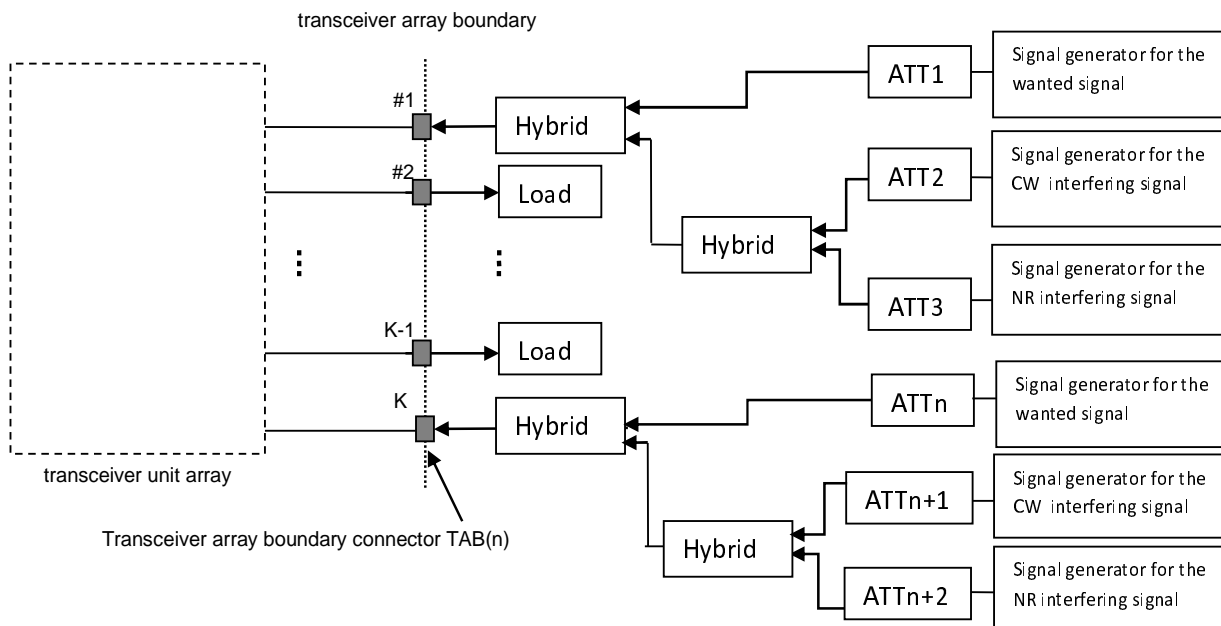 transceiver array boundary
#1
Hybrid
ATT1
Signal generator for the
wanted signal
#2
Load
ATT2
Signal generator for the
CW interfering signal
Hybrid
⋮
⋮
ATT3
Signal generator for the
NR interfering signal
K-1
Load
K
Hybrid
ATTn
Signal generator for the
wanted signal
transceiver unit array
Transceiver array boundary connector TAB(n)
ATTn+1
Signal generator for the
CW interfering signal
Hybrid
ATTn+2
Signal generator for the
NR interfering signal